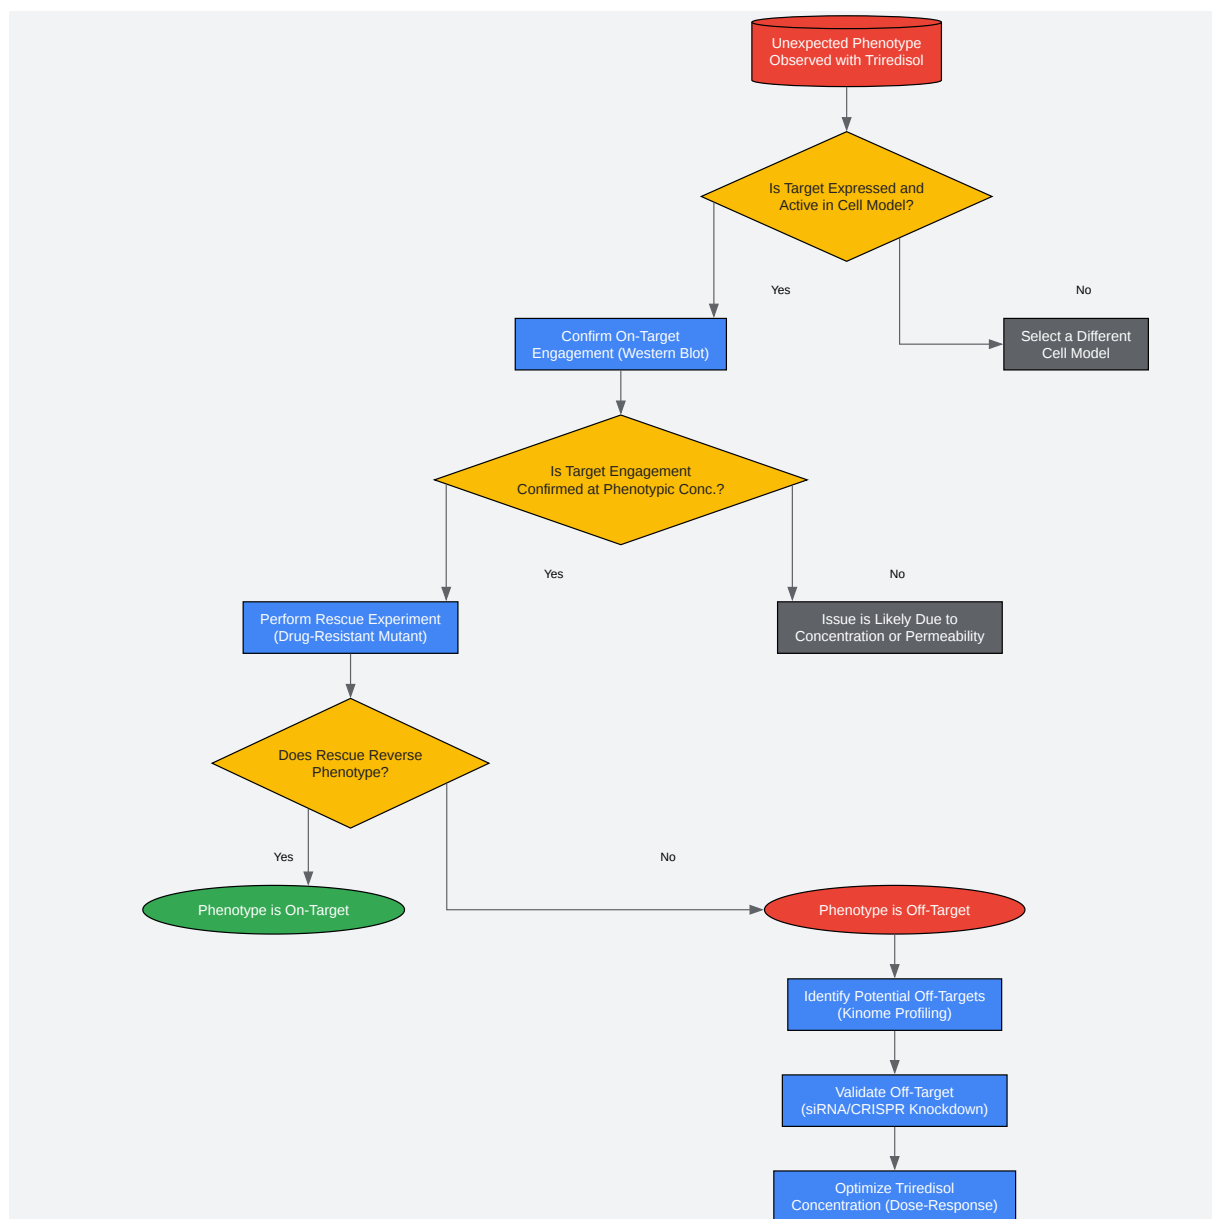 Unexpected Phenotype
Observed with Triredisol
Is Target Expressed and
Active in Cell Model?
Yes
No
Confirm On-Target
Engagement (Western Blot)
Select a Different
Cell Model
Is Target Engagement
Confirmed at Phenotypic Conc.?
Yes
No
Perform Rescue Experiment
(Drug-Resistant Mutant)
Issue is Likely Due to
Concentration or Permeability
Does Rescue Reverse
Phenotype?
Yes
No
Phenotype is On-Target
Phenotype is Off-Target
Identify Potential Off-Targets
(Kinome Profiling)
Validate Off-Target
(siRNA/CRISPR Knockdown)
Optimize Triredisol
Concentration (Dose-Response)